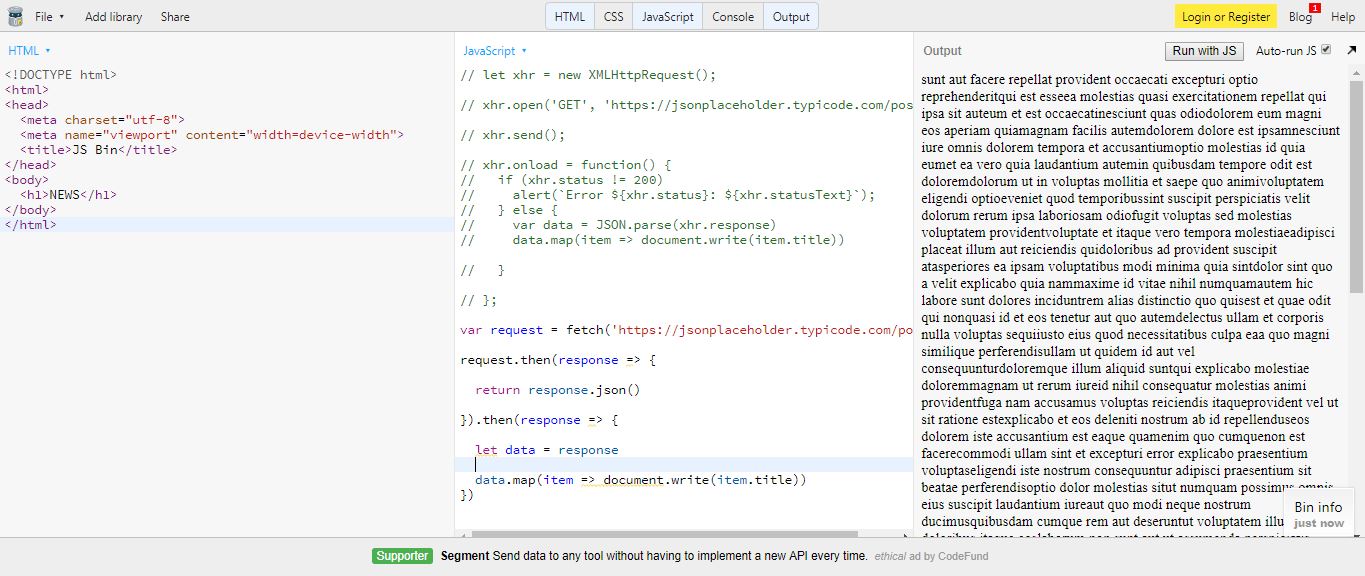 File ▾ Add library Share HTML CSS JavaScript Console Output Login or Register Blog 1 Help
HTML ▾
<!DOCTYPE html>
<html>
<head>
<meta charset="utf-8">
<meta name="viewport" content="width=device-width">
<title>JS Bin</title>
</head>
<body>
<h1>NEWS</h1>
</body>
</html>
JavaScript ▾
// let xhr = new XMLHttpRequest();
// xhr.open('GET', 'https://jsonplaceholder.typicode.com/pos
// xhr.send();
// xhr.onload = function() {
//   if (xhr.status != 200)
//     alert(`Error ${xhr.status}: ${xhr.statusText}`);
//   } else {
//     var data = JSON.parse(xhr.response)
//     data.map(item => document.write(item.title))
//   }
// };
var request = fetch('https://jsonplaceholder.typicode.com/po
request.then(response => {
return response.json()
}).then(response => {
let data = response
data.map(item => document.write(item.title))
})
Output Run with JS Auto-run JS
sunt aut facere repellat provident occaecati excepturi optio
reprehenderitqui est esseea molestias quasi exercitationem repellat qui
ipsa sit auteum et est occaecatinesciunt quas odiodolorem eum magni
eos aperiam quiamagnam facilis autemdolorem dolore est ipsamnesciunt
iure omnis dolorem tempora et accusantiumoptio molestias id quia
eumet ea vero quia laudantium autemin quibusdam tempore odit est
doloremdolorum ut in voluptas mollitia et saepe quo animivoluptatem
eligendi optioeveniet quod temporibussint suscipit perspiciatis velit
dolorum rerum ipsa laboriosam odiofugit voluptas sed molestias
voluptatem providentvoluptate et itaque vero tempora molestiaeadipisci
placeat illum aut reiciendis quidoloribus ad provident suscipit
atasperiores ea ipsam voluptatibus modi minima quia sintdolor sint quo
a velit explicabo quia nammaxime id vitae nihil numquamautem hic
labore sunt dolores inciduntrem alias distinctio quo quisest et quae odit
qui nonquasi id et eos tenetur aut quo autemdelectus ullam et corporis
nulla voluptas sequiiusto eius quod necessitatibus culpa eaa quo magni
similique perferendisullam ut quidem id aut vel
consequunturdoloremque illum aliquid suntqui explicabo molestiae
doloremmagnam ut rerum iureid nihil consequatur molestias animi
providentfuga nam accusamus voluptas reiciendis itaqueprovident vel ut
sit ratione estexplicabo et eos deleniti nostrum ab id repellenduseos
dolorem iste accusantium est eaque quamenim quo cumquenon est
facerecommodi ullam sint et excepturi error explicabo praesentium
voluptaseligendi iste nostrum consequuntur adipisci praesentium sit
beatae perferendisoptio dolor molestias situt numquam possimus omnis
eius suscipit laudantium iureaut quo modi neque nostrum
ducimusquibusdam cumque rem aut deseruntut voluptatem illu
Bin info
just now
Supporter Segment Send data to any tool without having to implement a new API every time. ethical ad by CodeFund